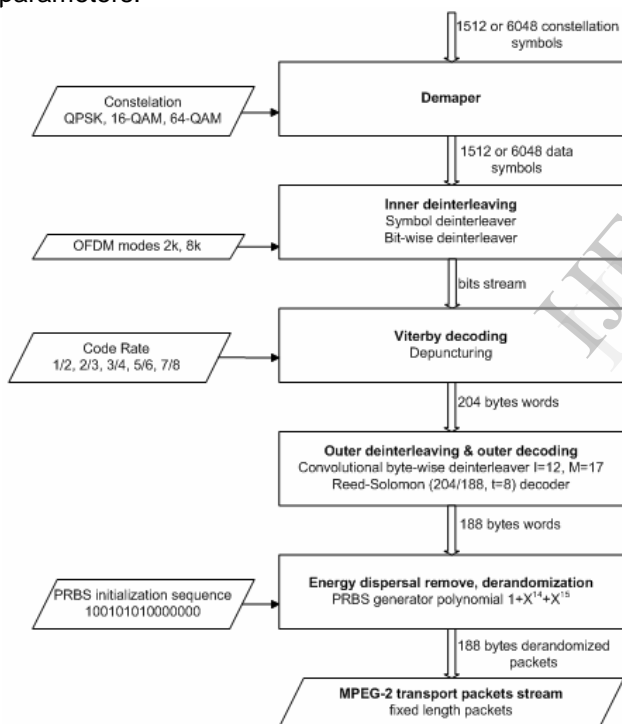 parameters.
1512 or 6048 constellation
symbols
Constelation
QPSK, 16-QAM, 64-QAM
Demaper
1512 or 6048 data
symbols
Inner deinterleaving
Symbol deinterleaver
Bit-wise deinterleaver
OFDM modes 2k, 8k
bits stream
Viterby decoding
Depuncturing
Code Rate
1/2, 2/3, 3/4, 5/6, 7/8
204 bytes words
Outer deinterleaving & outer decoding
Convolutional byte-wise deinterleaver I=12, M=17
Reed-Solomon (204/188, t=8) decoder
188 bytes words
Energy dispersal remove, derandomization
PRBS generator polynomial 1+X¹⁴+X¹⁵
PRBS initialization sequence
100101010000000
188 bytes derandomized
packets
MPEG-2 transport packets stream
fixed length packets